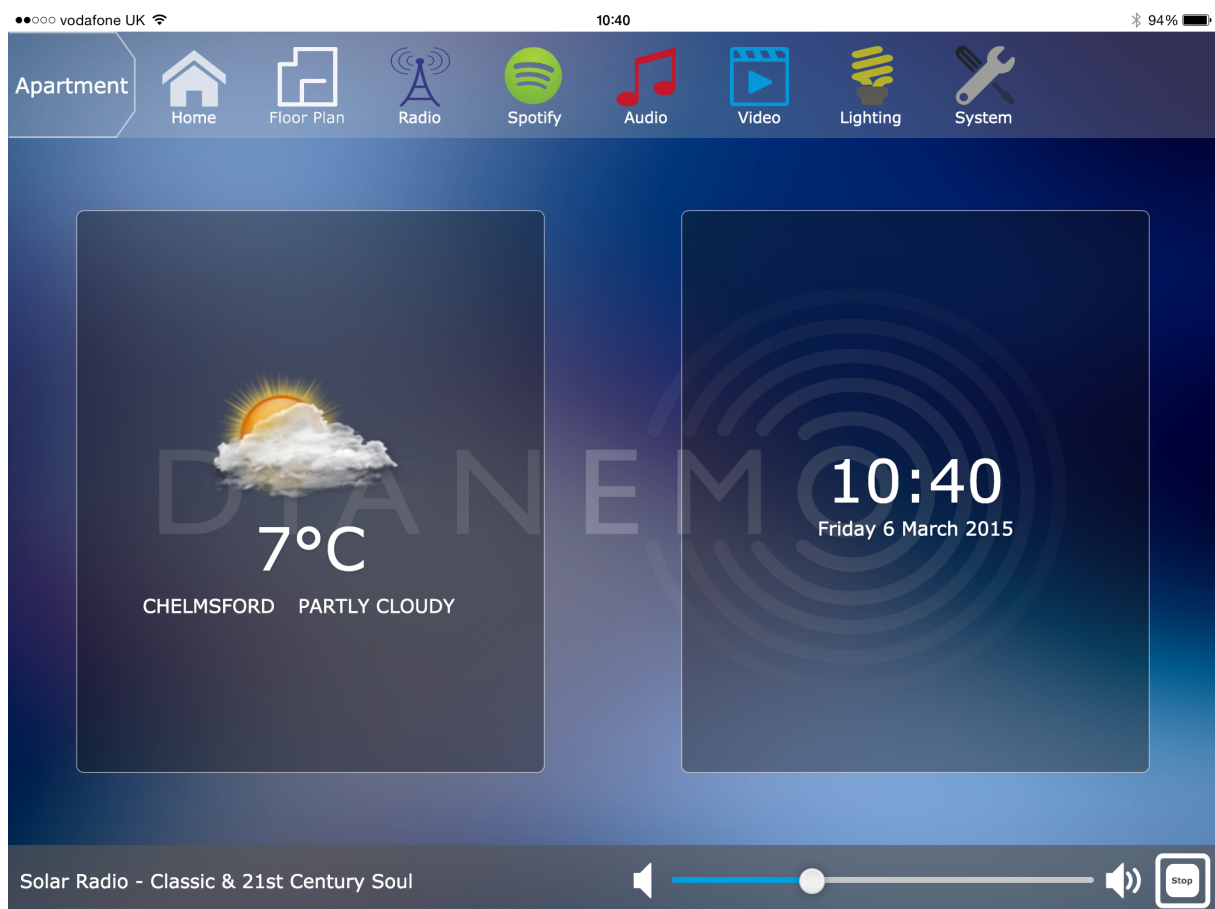 vodafone UK 10:40 94%
Apartment
Home Floor Plan Radio Spotify Audio Video Lighting System
DIANEMO
10:40
Friday 6 March 2015
7°C
CHELMSFORD PARTLY CLOUDY
Solar Radio - Classic & 21st Century Soul
Stop